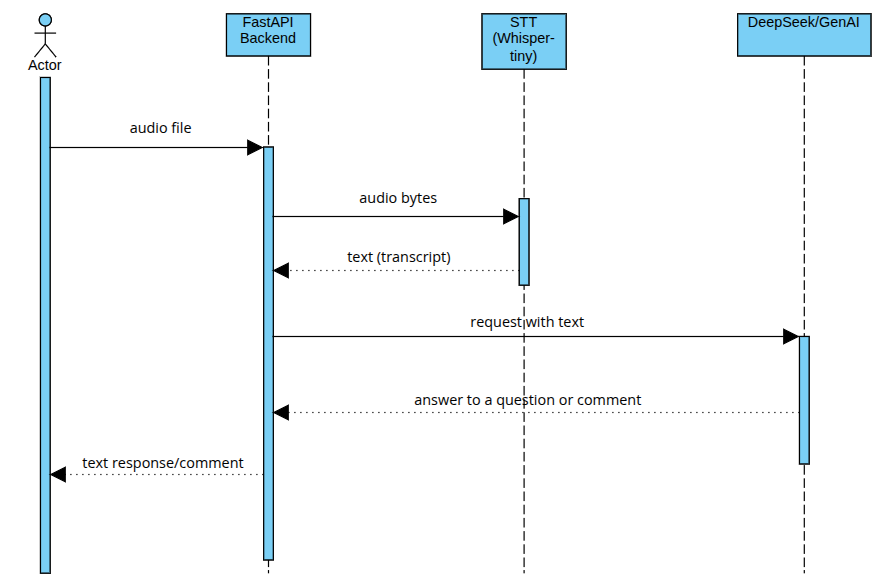 Actor
FastAPI
Backend
STT
(Whisper-
tiny)
DeepSeek/GenAI
audio file
audio bytes
text (transcript)
request with text
answer to a question or comment
text response/comment